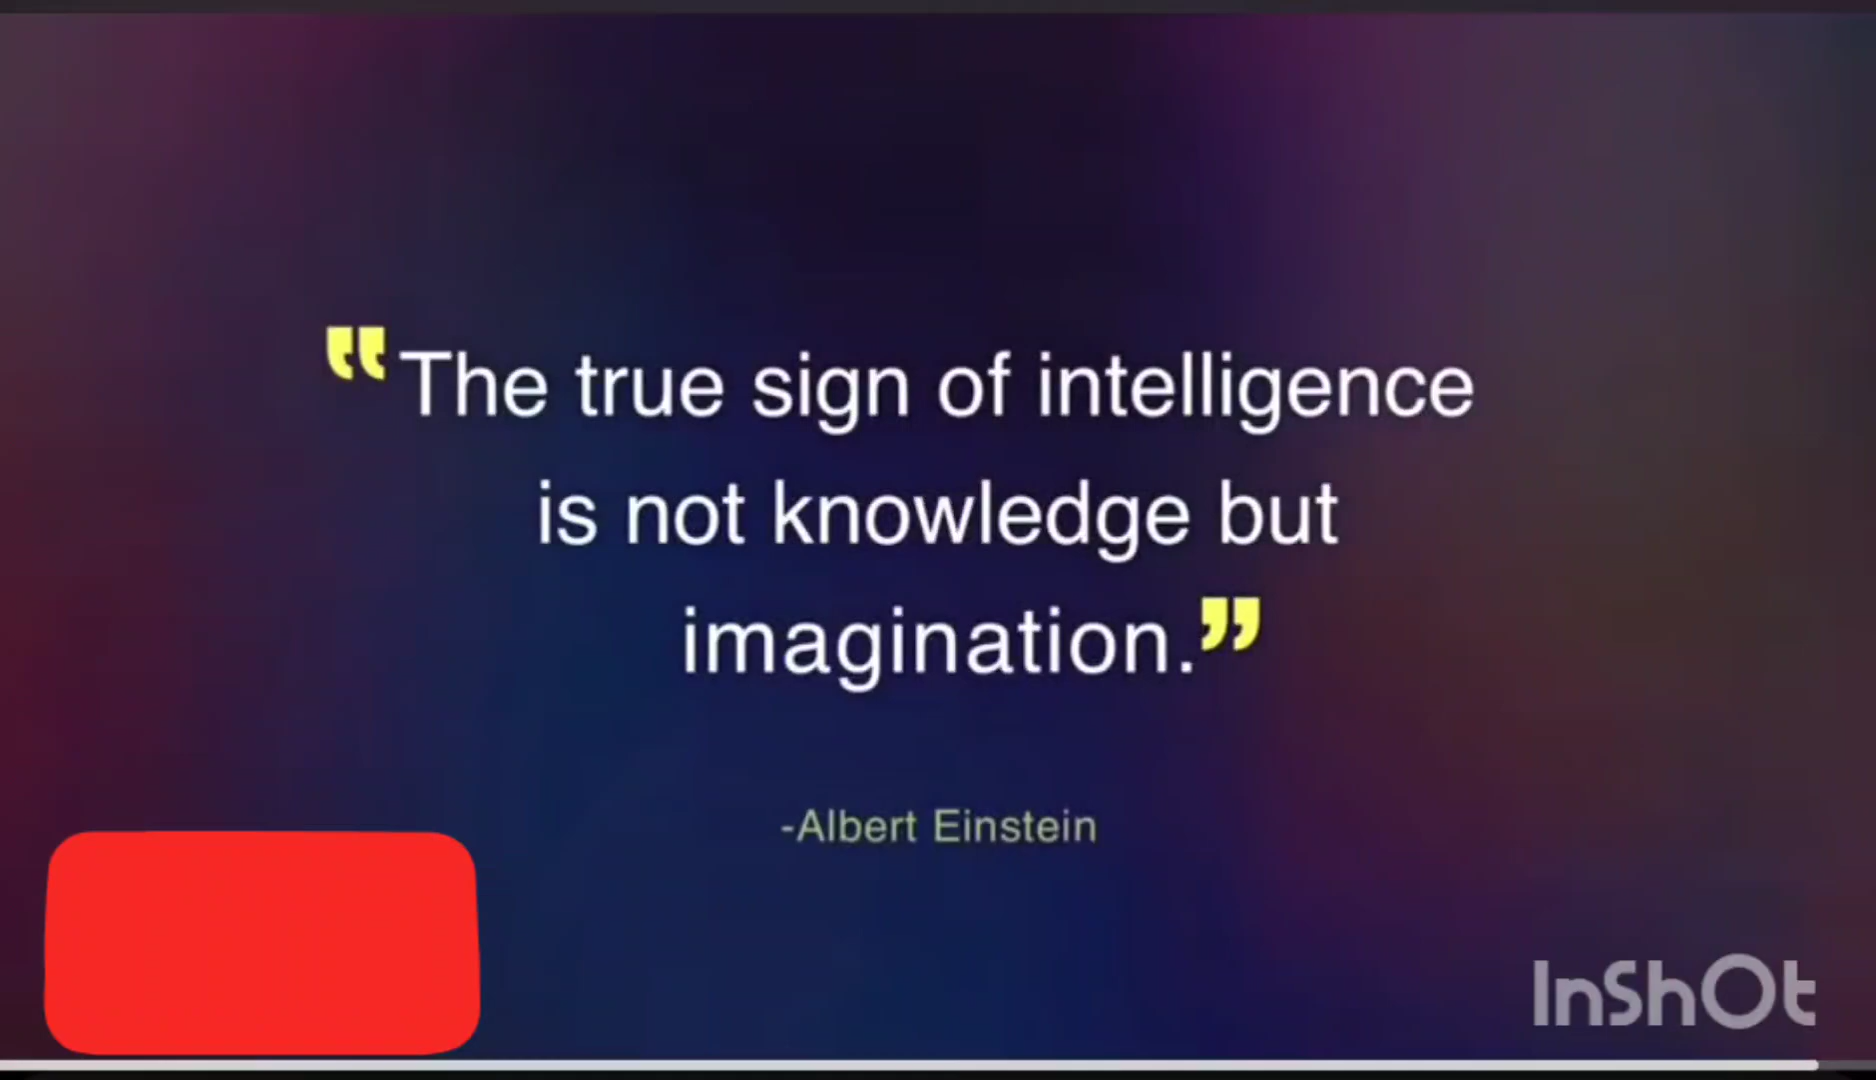 “The true sign of intelligence
is not knowledge but
imagination.”
-Albert Einstein
InShOt